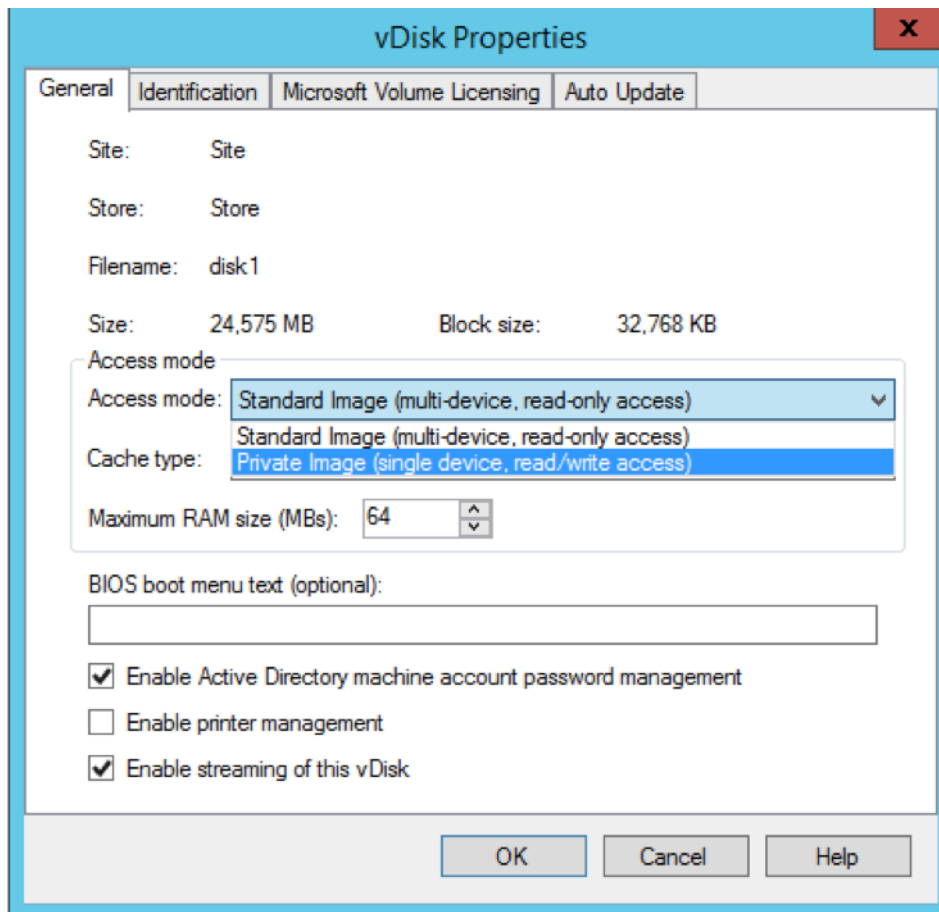 vDisk Properties
x
General Identification Microsoft Volume Licensing Auto Update
Site: Site
Store: Store
Filename: disk1
Size: 24,575 MB Block size: 32,768 KB
Access mode
Access mode: Standard Image (multi-device, read-only access)
Standard Image (multi-device, read-only access)
Cache type: Private Image (single device, read/write access)
Maximum RAM size (MBs): 64
BIOS boot menu text (optional):
Enable Active Directory machine account password management
Enable printer management
Enable streaming of this vDisk
OK Cancel Help